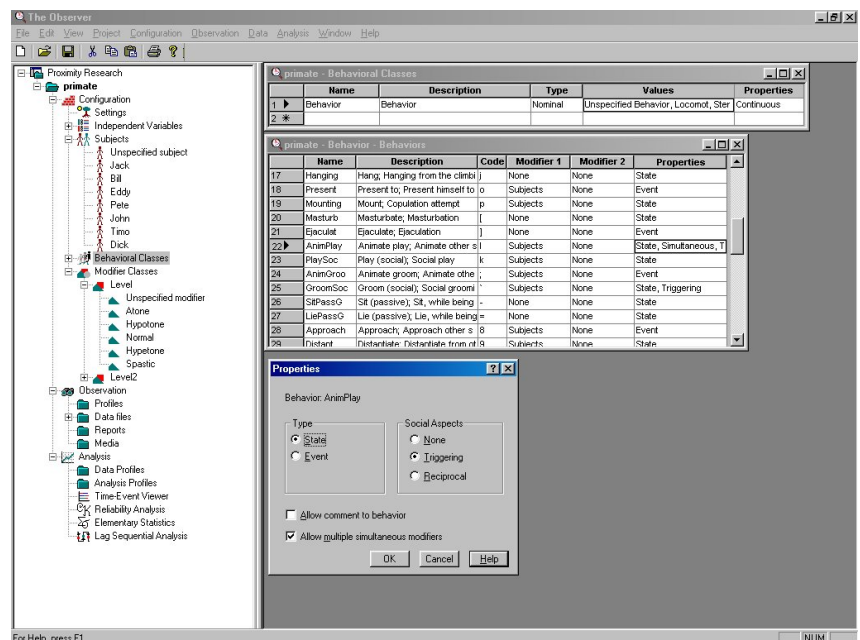 The Observer
File Edit View Project Configuration Observation Data Analysis Window Help
Proximity Research
primate
Configuration
Settings
Independent Variables
Subjects
Unspecified subject
Jack
Bill
Eddy
Pete
John
Timo
Dick
Behavioral Classes
Modifier Classes
Level
Unspecified modifier
Atone
Hypotone
Normal
Hypetone
Spastic
Level2
Observation
Profiles
Data files
Reports
Media
Analysis
Data Profiles
Analysis Profiles
Time-Event Viewer
Reliability Analysis
Elementary Statistics
Lag Sequential Analysis
primate - Behavioral Classes
Name Description Type Values Properties
1 Behavior Behavior Nominal Unspecified Behavior, Locomot, Ster Continuous
2
primate - Behavior - Behaviors
Name Description Code Modifier 1 Modifier 2 Properties
17 Hanging Hang; Hanging from the climbi j None None State
18 Present Present to; Present himself to o Subjects None Event
19 Mounting Mount; Copulation attempt p Subjects None State
20 Masturb Masturbate; Masturbation [ None None State
21 Ejaculat Ejaculate; Ejaculation ] None None Event
22 AnimPlay Animate play; Animate other s l Subjects None State, Simultaneous, T
23 PlaySoc Play (social); Social play k Subjects None State
24 AnimGroo Animate groom; Animate othe ; Subjects None Event
25 GroomSoc Groom (social); Social groomi ` Subjects None State, Triggering
26 SitPassG Sit (passive); Sit, while being - None None State
27 LiePassG Lie (passive); Lie, while being = None None State
28 Approach Approach; Approach other s 8 Subjects None Event
29 Distant Distantiate; Distantiate from ot 9 Subjects None State
Properties
Behavior: AnimPlay
Type Social Aspects
State None
Event Triggering
Reciprocal
Allow comment to behavior
Allow multiple simultaneous modifiers
OK Cancel Help
For Help, press F1 NUM